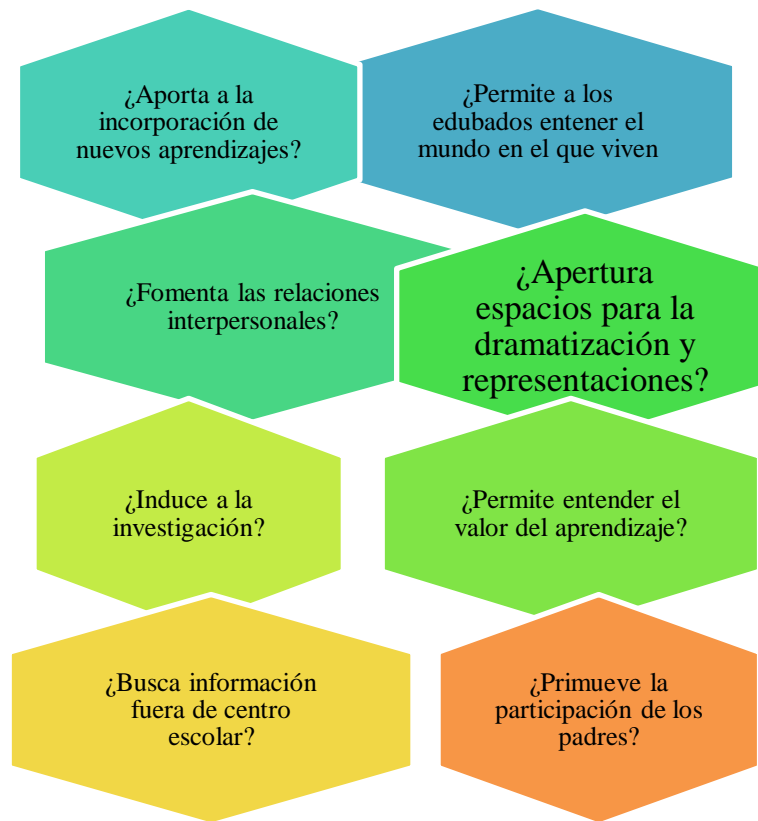 ¿Aporta a la
incorporación de
nuevos aprendizajes?
¿Permite a los
edubados entener el
mundo en el que viven
¿Fomenta las relaciones
interpersonales?
¿Apertura
espacios para la
dramatización y
representaciones?
¿Induce a la
investigación?
¿Permite entender el
valor del aprendizaje?
¿Busca información
fuera de centro
escolar?
¿Primueve la
participación de los
padres?